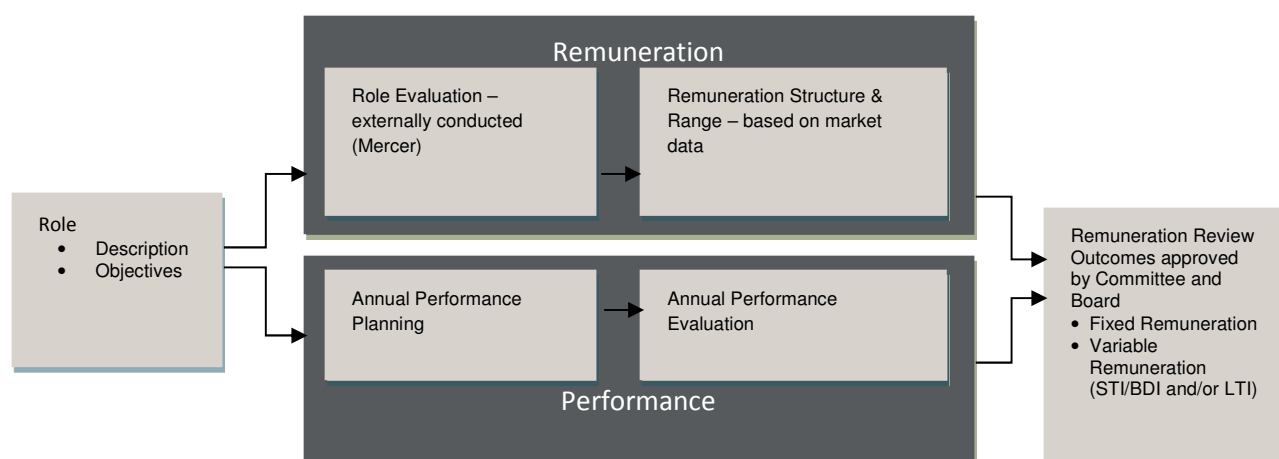 Remuneration
Role Evaluation –
externally conducted
(Mercer)
Remuneration Structure &
Range – based on market
data
Role
• Description
• Objectives
Annual Performance
Planning
Annual Performance
Evaluation
Performance
Remuneration Review
Outcomes approved
by Committee and
Board
• Fixed Remuneration
• Variable
Remuneration
(STI/BDI and/or LTI)